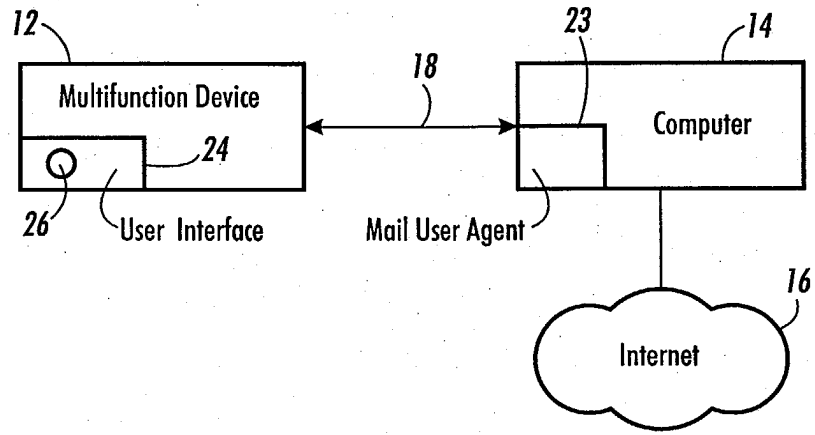 12
23
14
18
Multifunction Device
Computer
24
26
User Interface
Mail User Agent
16
Internet